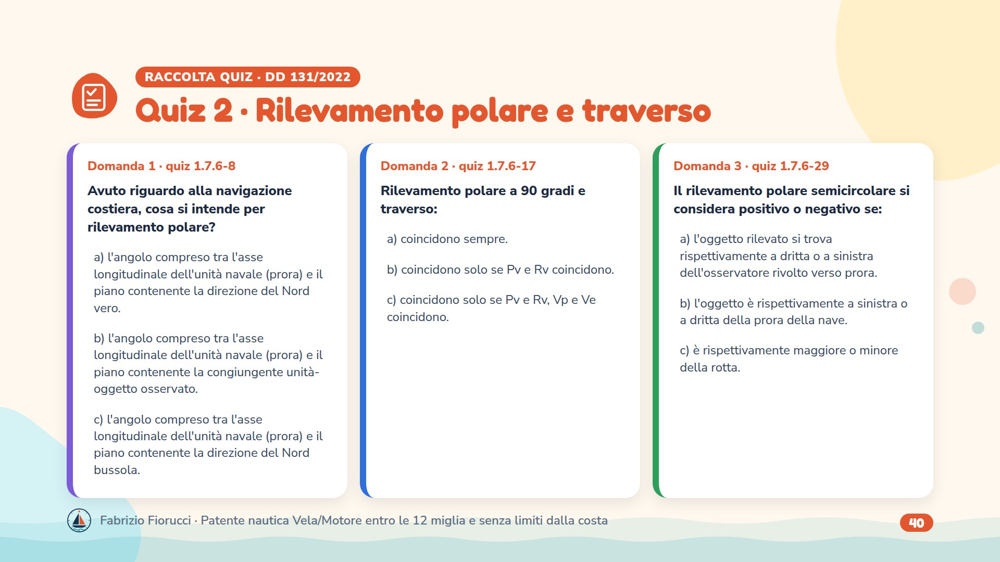 RACCOLTA QUIZ · DD 131/2022
Quiz 2 · Rilevamento polare e traverso
Domanda 1 · quiz 1.7.6-8
Avuto riguardo alla navigazione
costiera, cosa si intende per
rilevamento polare?
a) l'angolo compreso tra l'asse
longitudinale dell'unità navale (prora) e il
piano contenente la direzione del Nord
vero.
b) l'angolo compreso tra l'asse
longitudinale dell'unità navale (prora) e il
piano contenente la congiungente unità-
oggetto osservato.
c) l'angolo compreso tra l'asse
longitudinale dell'unità navale (prora) e il
piano contenente la direzione del Nord
bussola.
Domanda 2 · quiz 1.7.6-17
Rilevamento polare a 90 gradi e
traverso:
a) coincidono sempre.
b) coincidono solo se Pv e Rv coincidono.
c) coincidono solo se Pv e Rv, Vp e Ve
coincidono.
Domanda 3 · quiz 1.7.6-29
Il rilevamento polare semicircolare si
considera positivo o negativo se:
a) l'oggetto rilevato si trova
rispettivamente a dritta o a sinistra
dell'osservatore rivolto verso prora.
b) l'oggetto è rispettivamente a sinistra o
a dritta della prora della nave.
c) è rispettivamente maggiore o minore
della rotta.
Fabrizio Fiorucci · Patente nautica Vela/Motore entro le 12 miglia e senza limiti dalla costa
40